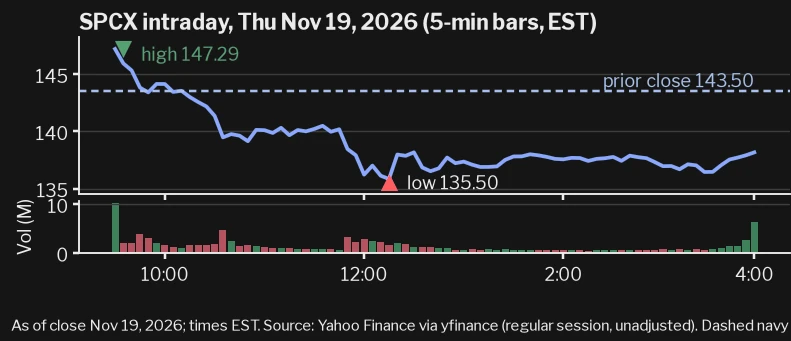 SPCX intraday, Thu Nov 19, 2026 (5-min bars, EST)
high 147.29
145
prior close 143.50
140
135
low 135.50
Vol (M)
10
0
10:00 12:00 2:00 4:00
As of close Nov 19, 2026; times EST. Source: Yahoo Finance via yfinance (regular session, unadjusted). Dashed navy